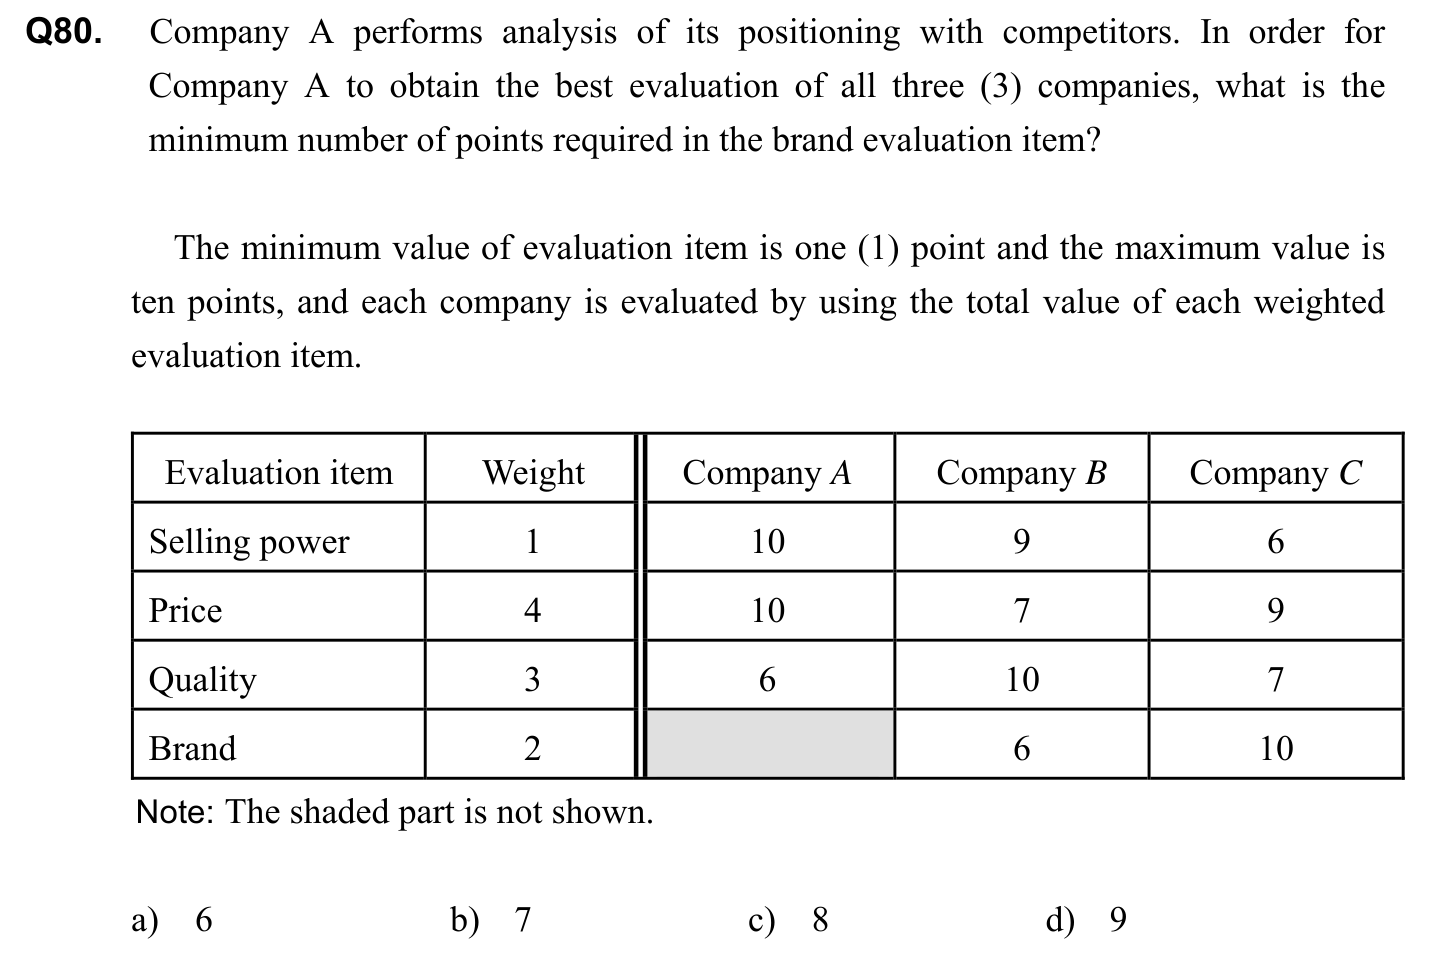 Q80. Company A performs analysis of its positioning with competitors. In order for
Company A to obtain the best evaluation of all three (3) companies, what is the
minimum number of points required in the brand evaluation item?
The minimum value of evaluation item is one (1) point and the maximum value is
ten points, and each company is evaluated by using the total value of each weighted
evaluation item.
Evaluation item Weight Company A Company B Company C
Selling power 1 10 9 6
Price 4 10 7 9
Quality 3 6 10 7
Brand 2 6 10
Note: The shaded part is not shown.
a) 6 b) 7 c) 8 d) 9